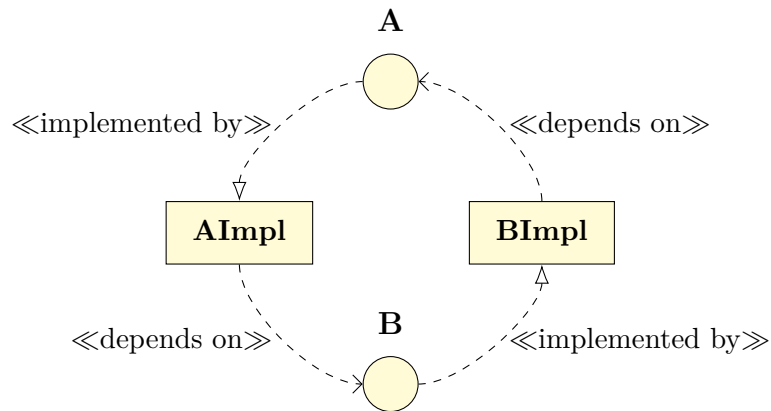 A
≪implemented by≫
≪depends on≫
AImpl
BImpl
B
≪depends on≫
≪implemented by≫